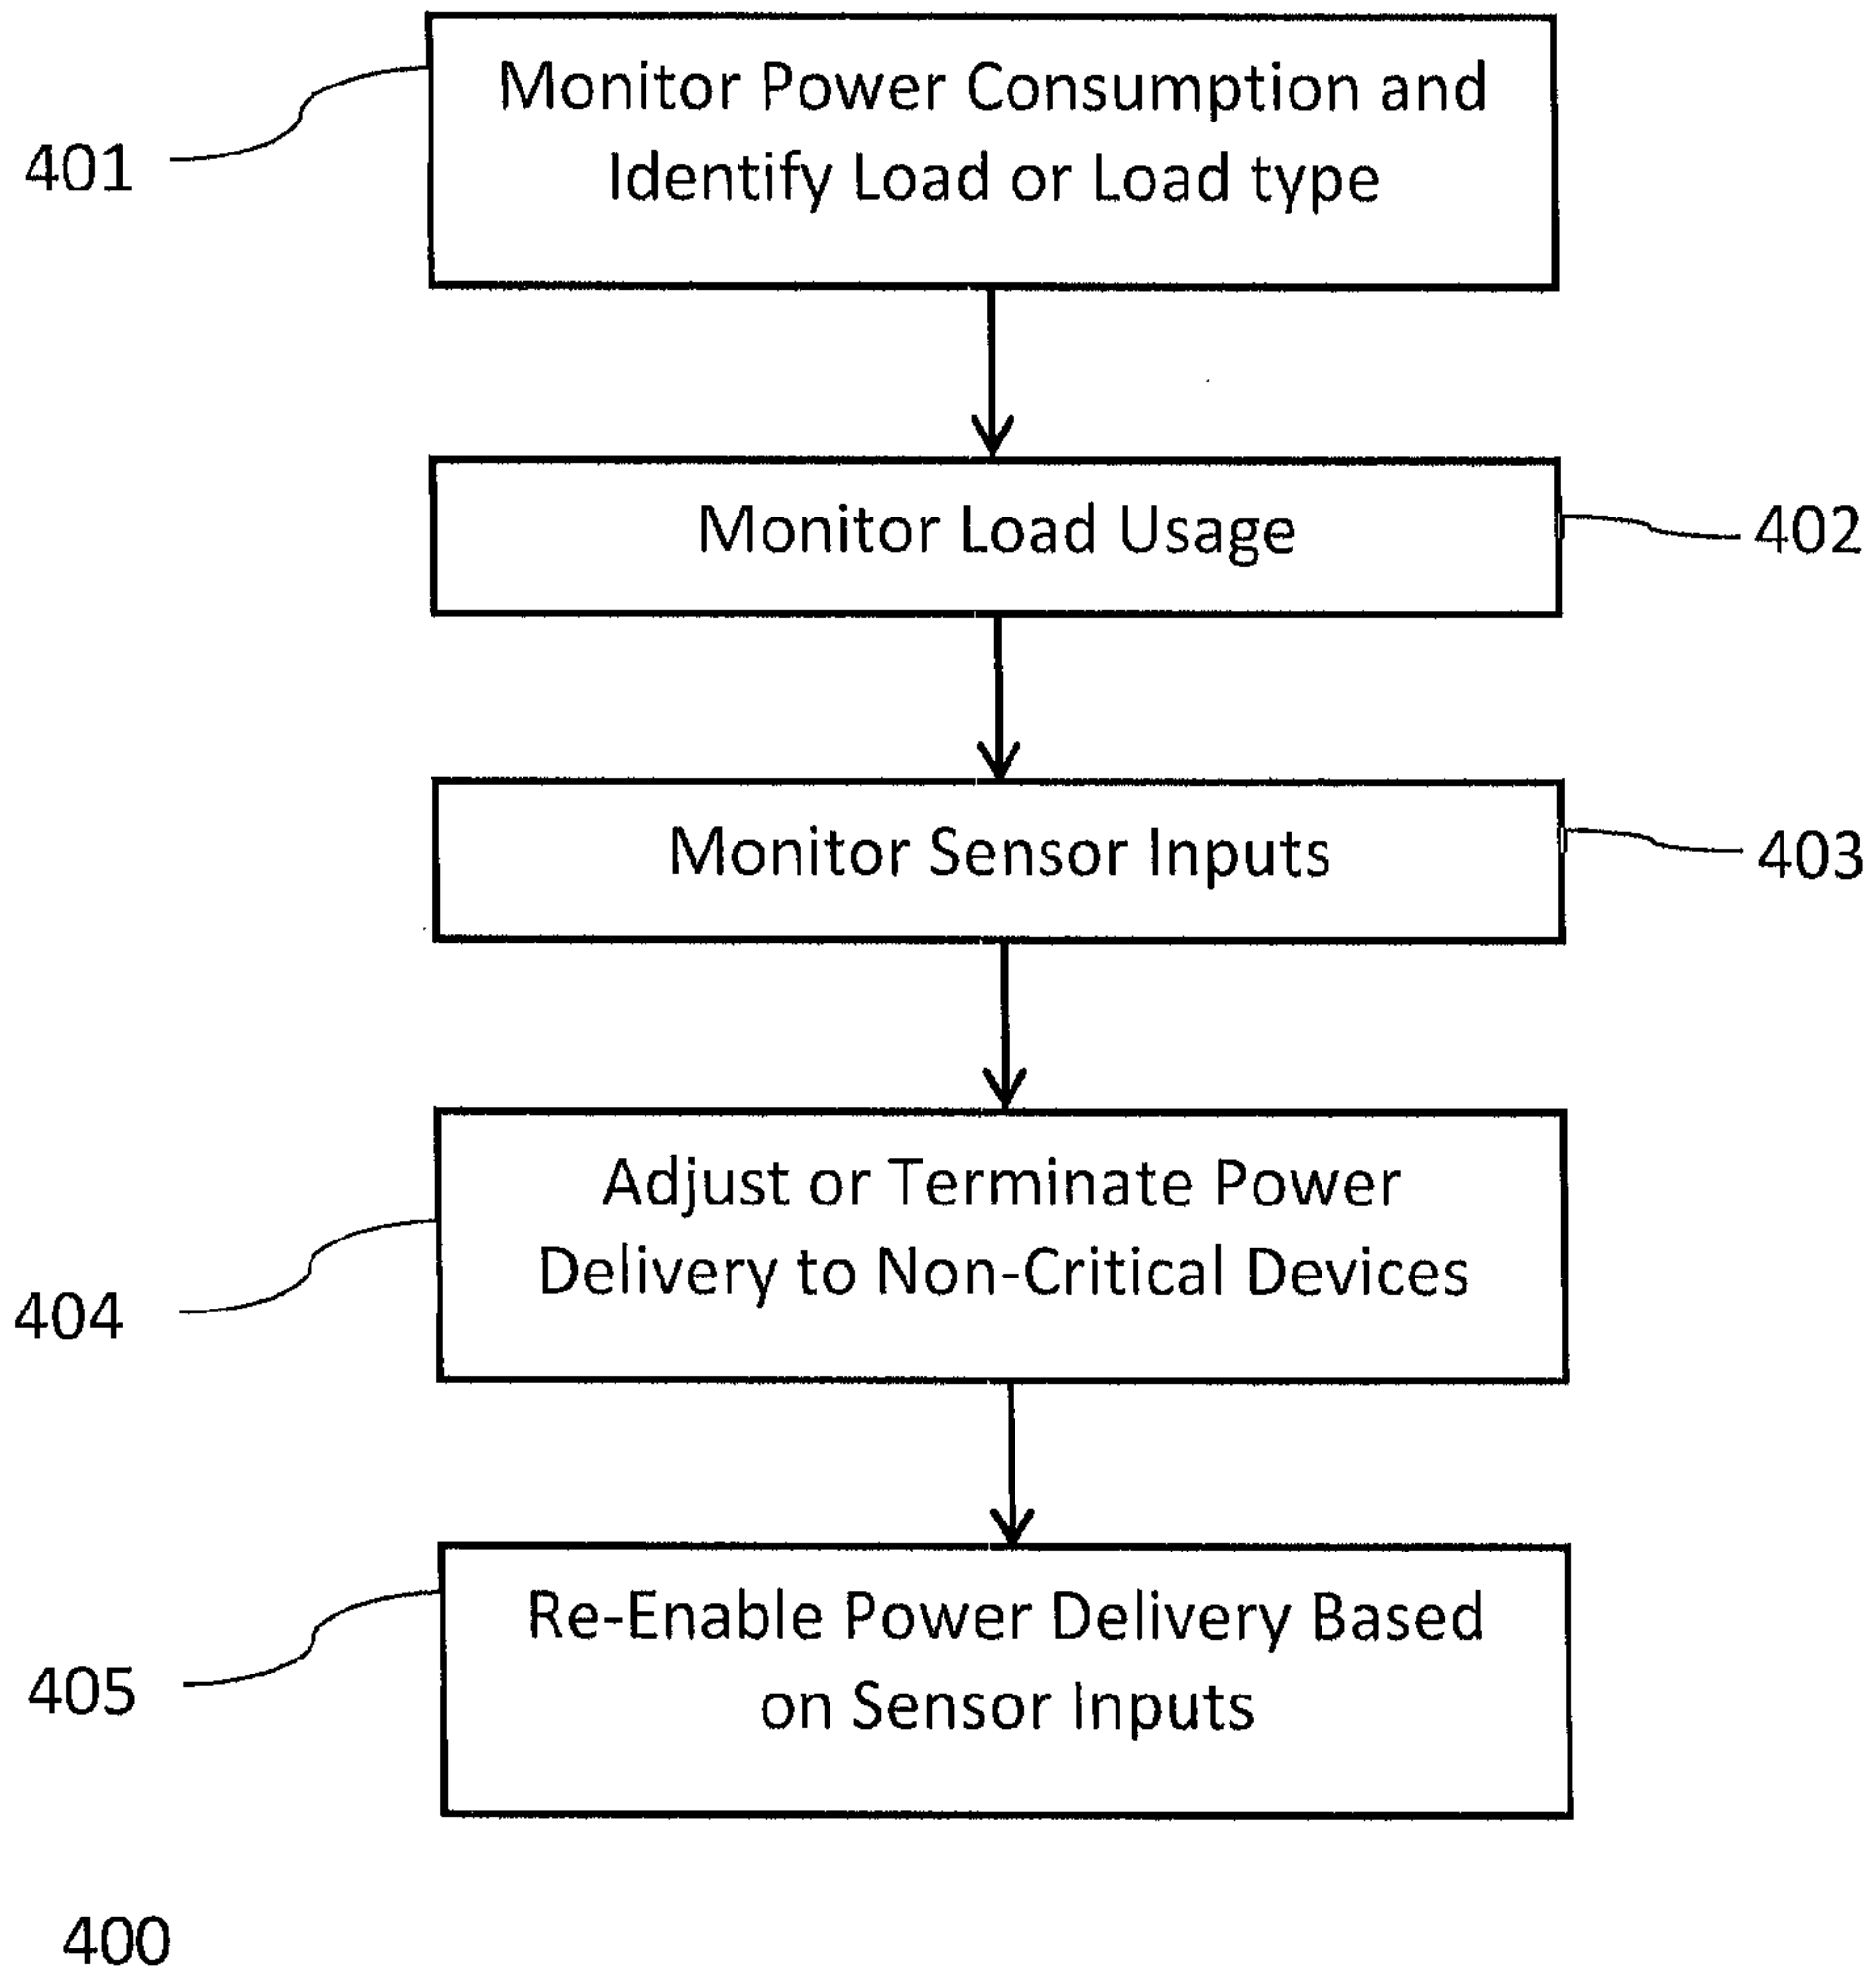 Monitor Power Consumption and
Identify Load or Load type
401
Monitor Load Usage
402
Monitor Sensor Inputs
403
Adjust or Terminate Power
Delivery to Non-Critical Devices
404
Re-Enable Power Delivery Based
on Sensor Inputs
405
400